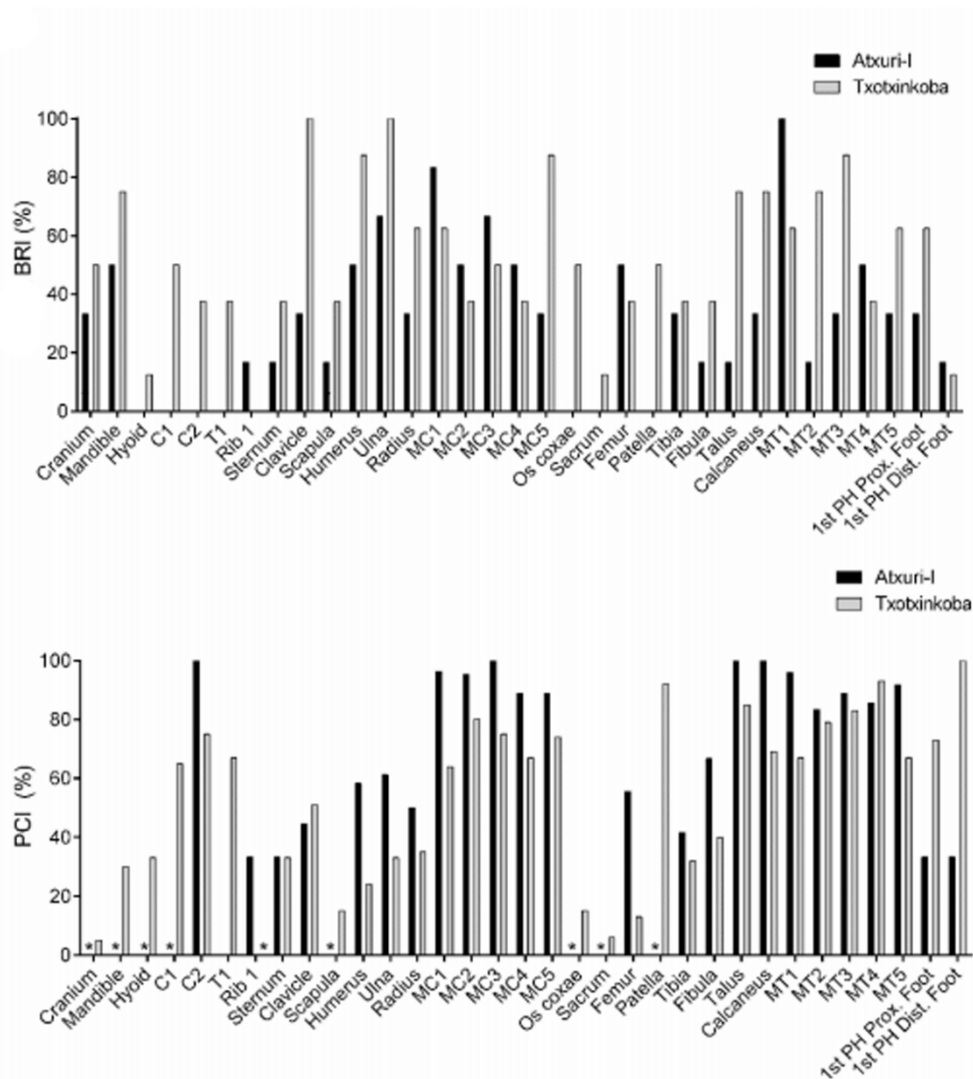 Atxuri-I
Txotxinkoba
BRI (%)
100
80
60
40
20
0
Cranium
Mandible
Hyoid
C1
C2
T1
Rib 1
Sternum
Clavicle
Scapula
Humerus
Ulna
Radius
MC1
MC2
MC3
MC4
MC5
Os coxae
Sacrum
Femur
Patella
Tibia
Fibula
Talus
Calcaneus
MT1
MT2
MT3
MT4
MT5
1st PH Prox. Foot
1st PH Dist. Foot
Atxuri-I
Txotxinkoba
PCI (%)
100
80
60
40
20
0
* * * * * * * * *
Cranium
Mandible
Hyoid
C1
C2
T1
Rib 1
Sternum
Clavicle
Scapula
Humerus
Ulna
Radius
MC1
MC2
MC3
MC4
MC5
Os coxae
Sacrum
Femur
Patella
Tibia
Fibula
Talus
Calcaneus
MT1
MT2
MT3
MT4
MT5
1st PH Prox. Foot
1st PH Dist. Foot